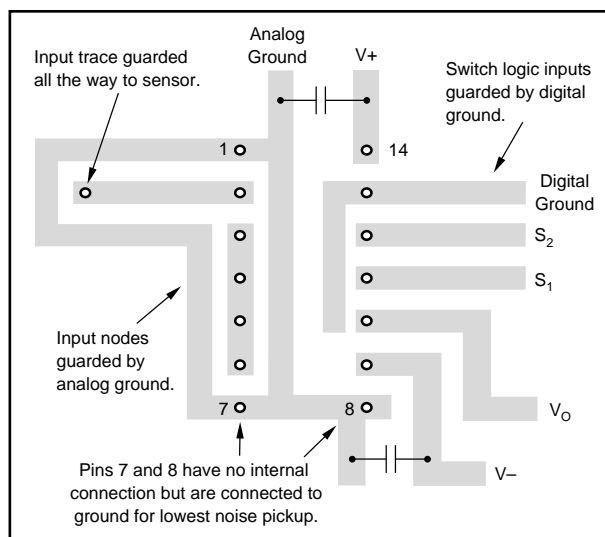 Analog
Ground
V+
Input trace guarded
all the way to sensor.
Switch logic inputs
guarded by digital
ground.
1
14
Digital
Ground
S2
S1
Input nodes
guarded by
analog ground.
7
8
VO
Pins 7 and 8 have no internal
connection but are connected to
ground for lowest noise pickup.
V–